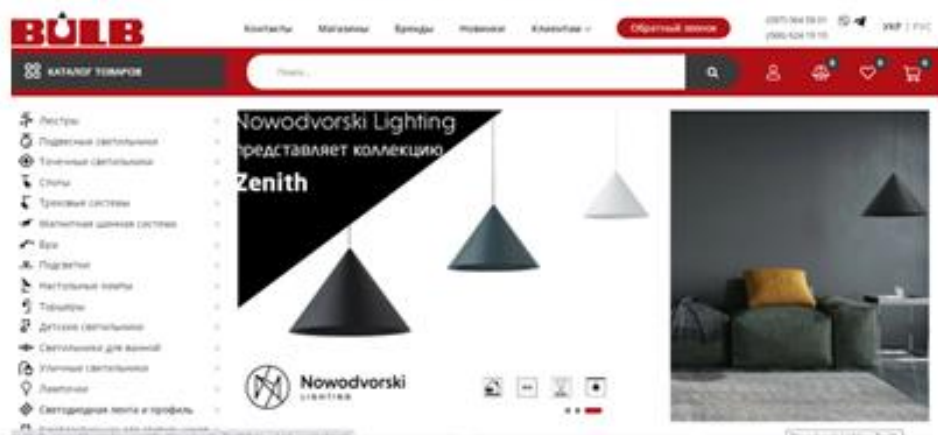 BULB
Контакты Магазины Бренды Новинки Клиентам
Обратный звонок
УКР | РУС
КАТАЛОГ ТОВАРОВ
Поиск...
Люстры
Подвесные светильники
Точечные светильники
Споты
Трековые системы
Магнитная шинная система
Бра
Подсветки
Настольные лампы
Торшеры
Детские светильники
Светильники для ванной
Уличные светильники
Лампочки
Светодиодная лента и профиль
Nowodvorski Lighting
представляет коллекцию
Zenith
Nowodvorski
LIGHTING